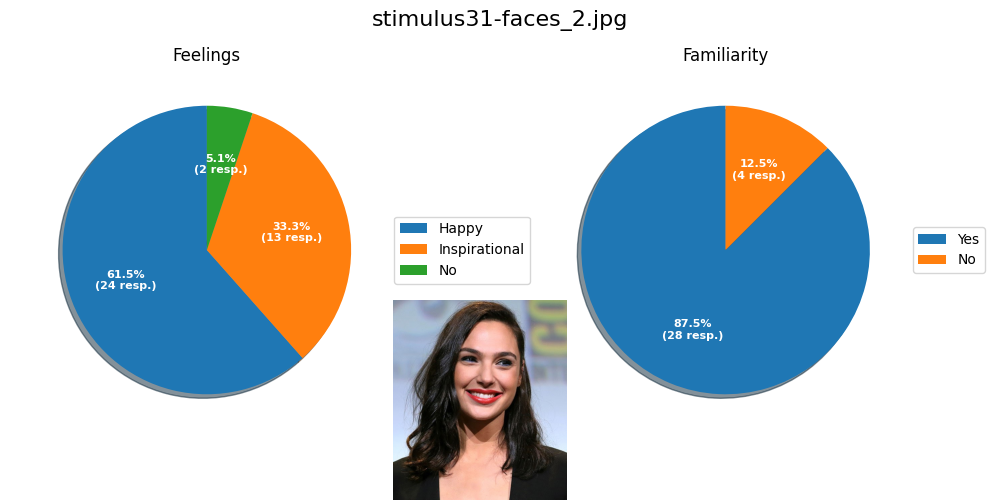 stimulus31-faces_2.jpg
Feelings
5.1%
(2 resp.)
33.3%
(13 resp.)
61.5%
(24 resp.)
Happy
Inspirational
No
Familiarity
12.5%
(4 resp.)
87.5%
(28 resp.)
Yes
No